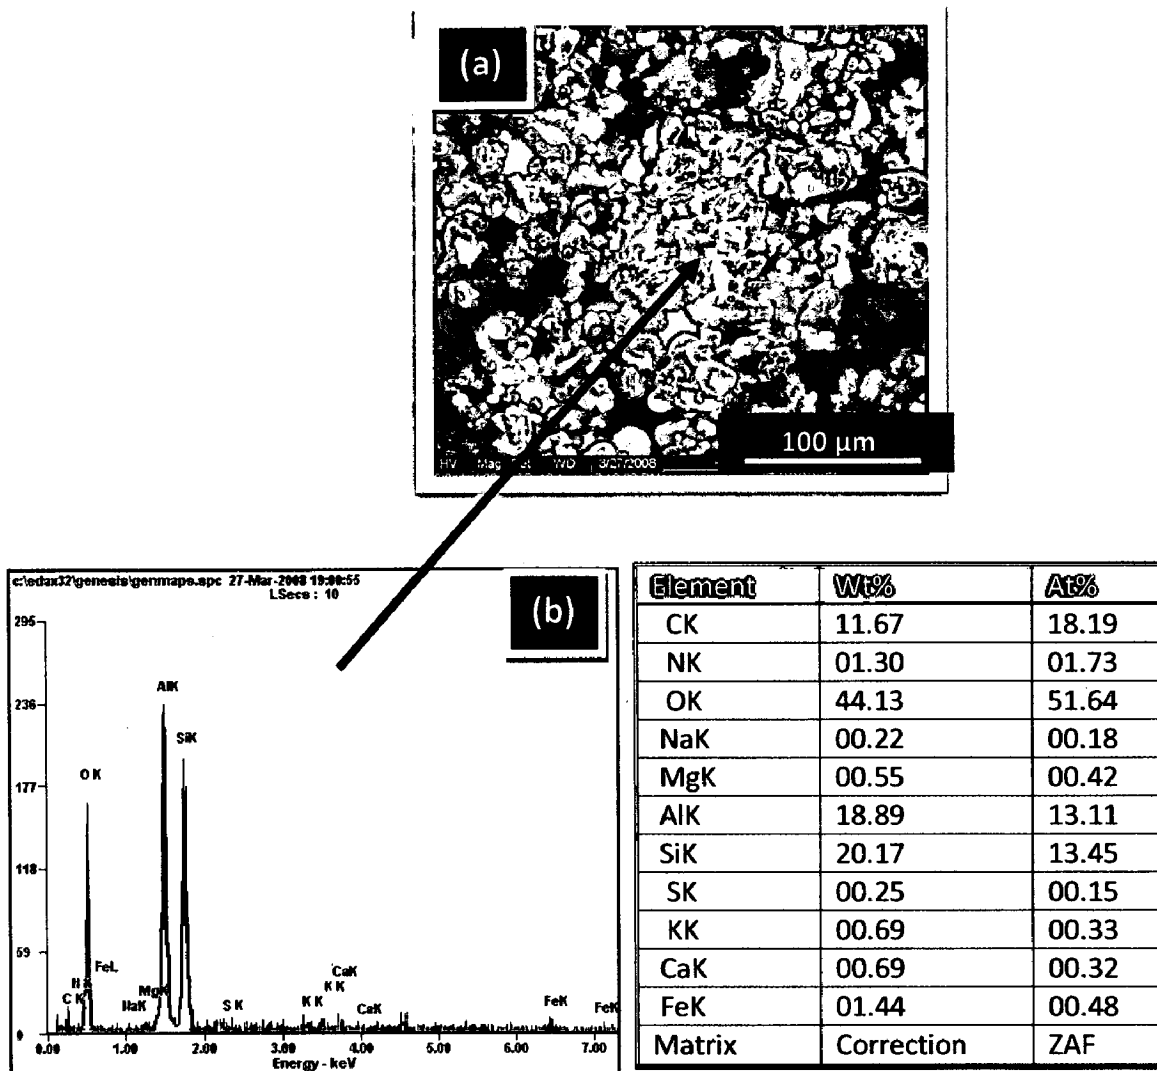 (a)
100 μm
HV Mag WD 8/27/2008
c:\edax32\genesis\genmaps.spc 27-Mar-2008 19:00:55
LSecs : 10
(b)
295
236
177
118
59
0
AlK
SiK
O K
FeL
N K
C K
NaK
MgK
S K
K K
K K
CaK
CaK
FeK
FeK
0.00 1.00 2.00 3.00 4.00 5.00 6.00 7.00
Energy - keV
Element Wt% At%
CK 11.67 18.19
NK 01.30 01.73
OK 44.13 51.64
NaK 00.22 00.18
MgK 00.55 00.42
AlK 18.89 13.11
SiK 20.17 13.45
SK 00.25 00.15
KK 00.69 00.33
CaK 00.69 00.32
FeK 01.44 00.48
Matrix Correction ZAF